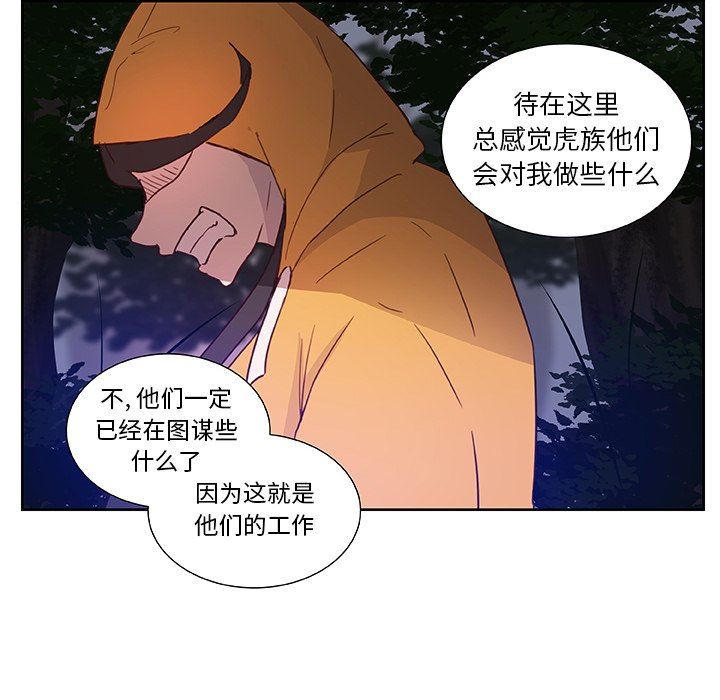 待在这里
总感觉虎族他们
会对我做些什么
不,他们一定
已经在图谋些
什么了
因为这就是
他们的工作